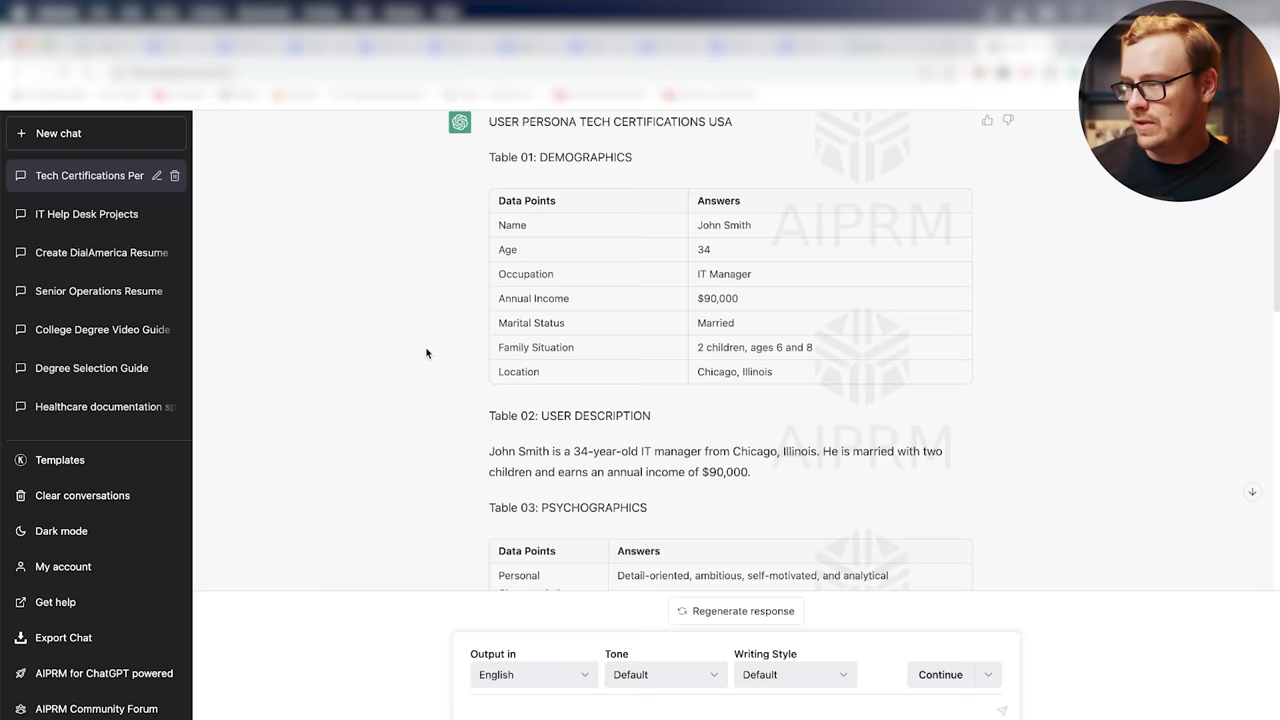 New chat
Tech Certifications Per
IT Help Desk Projects
Create DialAmerica Resume
Senior Operations Resume
College Degree Video Guide
Degree Selection Guide
Healthcare documentation sp
Templates
Clear conversations
Dark mode
My account
Get help
Export Chat
AIPRM for ChatGPT powered
AIPRM Community Forum
USER PERSONA TECH CERTIFICATIONS USA
Table 01: DEMOGRAPHICS
Data Points Answers
Name John Smith
Age 34
Occupation IT Manager
Annual Income $90,000
Marital Status Married
Family Situation 2 children, ages 6 and 8
Location Chicago, Illinois
AIPRM
Table 02: USER DESCRIPTION
John Smith is a 34-year-old IT manager from Chicago, Illinois. He is married with two
children and earns an annual income of $90,000.
AIPRM
Table 03: PSYCHOGRAPHICS
Data Points Answers
Personal Detail-oriented, ambitious, self-motivated, and analytical
Regenerate response
Output in Tone Writing Style
English Default Default Continue